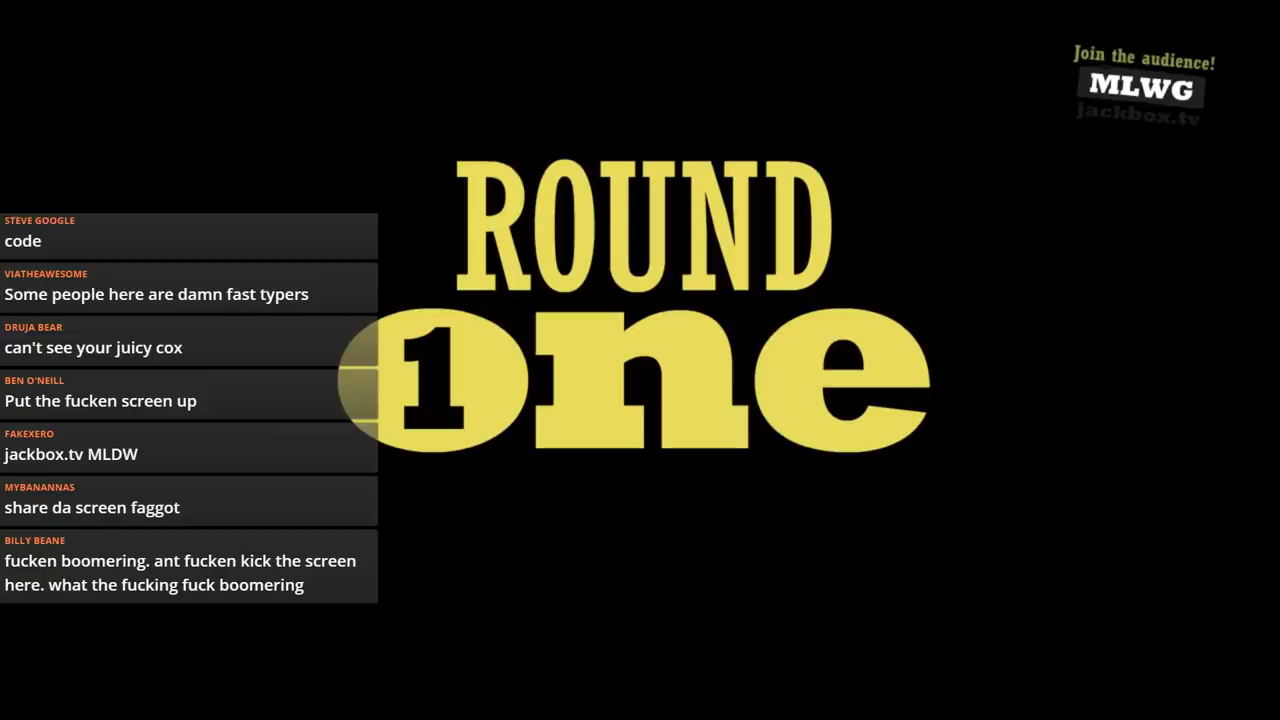 Join the audience!
MLWG
jackbox.tv
ROUND
one
1
STEVE GOOGLE
code
VIATHEAWESOME
Some people here are damn fast typers
DRUJA BEAR
can't see your juicy cox
BEN O'NEILL
Put the fucken screen up
FAKEXERO
jackbox.tv MLDW
MYBANANNAS
share da screen faggot
BILLY BEANE
fucken boomering. ant fucken kick the screen
here. what the fucking fuck boomering